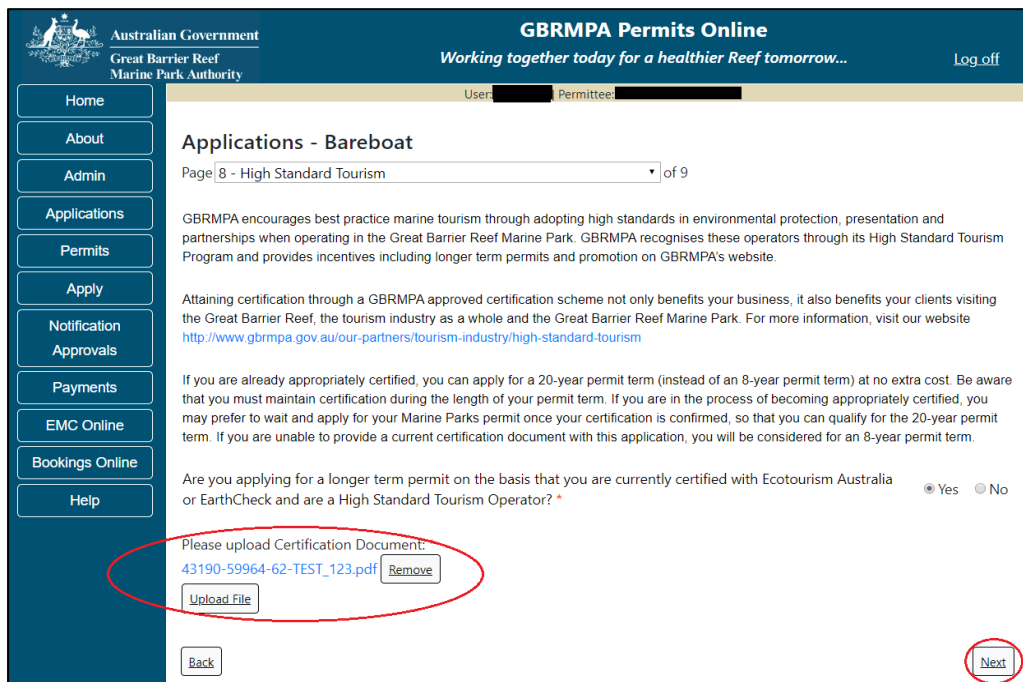 Australian Government
Great Barrier Reef
Marine Park Authority
GBRMPA Permits Online
Working together today for a healthier Reef tomorrow...
Log off
User:
Permittee:
Home
About
Admin
Applications
Permits
Apply
Notification
Approvals
Payments
EMC Online
Bookings Online
Help
Applications - Bareboat
Page 8 - High Standard Tourism of 9
GBRMPA encourages best practice marine tourism through adopting high standards in environmental protection, presentation and
partnerships when operating in the Great Barrier Reef Marine Park. GBRMPA recognises these operators through its High Standard Tourism
Program and provides incentives including longer term permits and promotion on GBRMPA's website.
Attaining certification through a GBRMPA approved certification scheme not only benefits your business, it also benefits your clients visiting
the Great Barrier Reef, the tourism industry as a whole and the Great Barrier Reef Marine Park. For more information, visit our website
http://www.gbrmpa.gov.au/our-partners/tourism-industry/high-standard-tourism
If you are already appropriately certified, you can apply for a 20-year permit term (instead of an 8-year permit term) at no extra cost. Be aware
that you must maintain certification during the length of your permit term. If you are in the process of becoming appropriately certified, you
may prefer to wait and apply for your Marine Parks permit once your certification is confirmed, so that you can qualify for the 20-year permit
term. If you are unable to provide a current certification document with this application, you will be considered for an 8-year permit term.
Are you applying for a longer term permit on the basis that you are currently certified with Ecotourism Australia
or EarthCheck and are a High Standard Tourism Operator? *
Yes No
Please upload Certification Document:
43190-59964-62-TEST_123.pdf Remove
Upload File
Back
Next